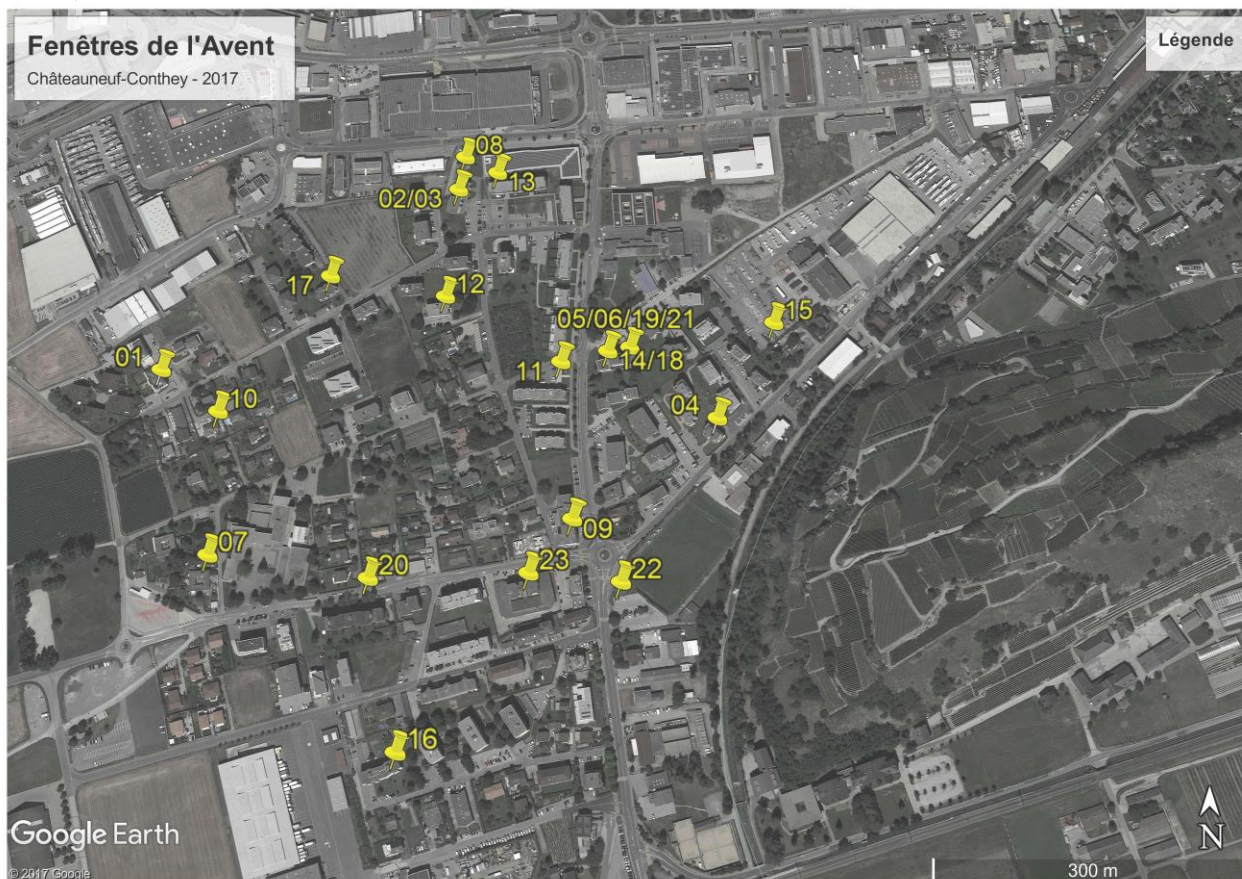 Fenêtres de l'Avent
Châteauneuf-Conthey - 2017
Légende
08
13
02/03
17
12
15
05/06/19/21
14/18
11
01
10
04
09
07
20
23
22
16
Google Earth
© 2017 Google
N
300 m